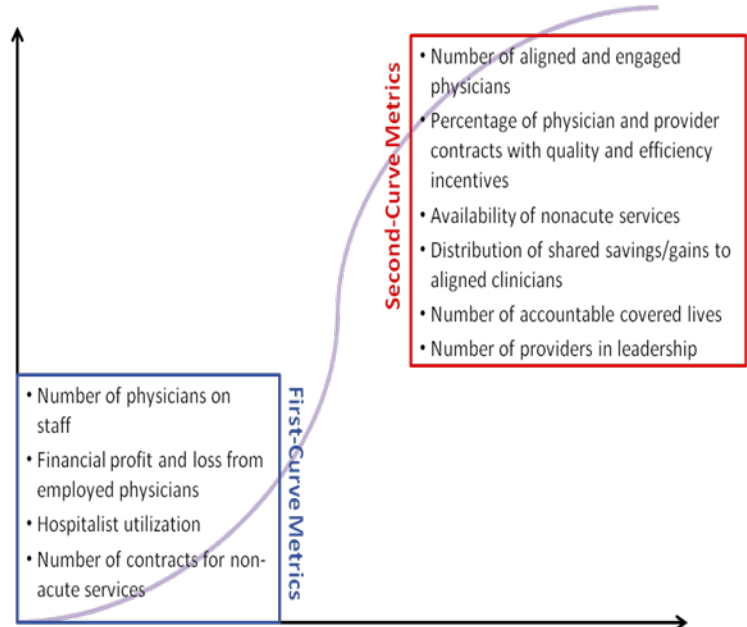 Second-Curve Metrics
• Number of aligned and engaged
physicians
• Percentage of physician and provider
contracts with quality and efficiency
incentives
• Availability of nonacute services
• Distribution of shared savings/gains to
aligned clinicians
• Number of accountable covered lives
• Number of providers in leadership
First-Curve Metrics
• Number of physicians on
staff
• Financial profit and loss from
employed physicians
• Hospitalist utilization
• Number of contracts for non-
acute services